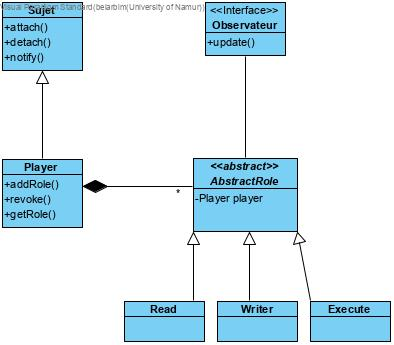 Visual Paradigm Standard(belarbim(University of Namur))
Sujet
+attach()
+detach()
+notify()
<<Interface>>
Observateur
+update()
Player
+addRole()
+revoke()
+getRole()
*
<<abstract>>
AbstractRole
-Player player
Read
Writer
Execute